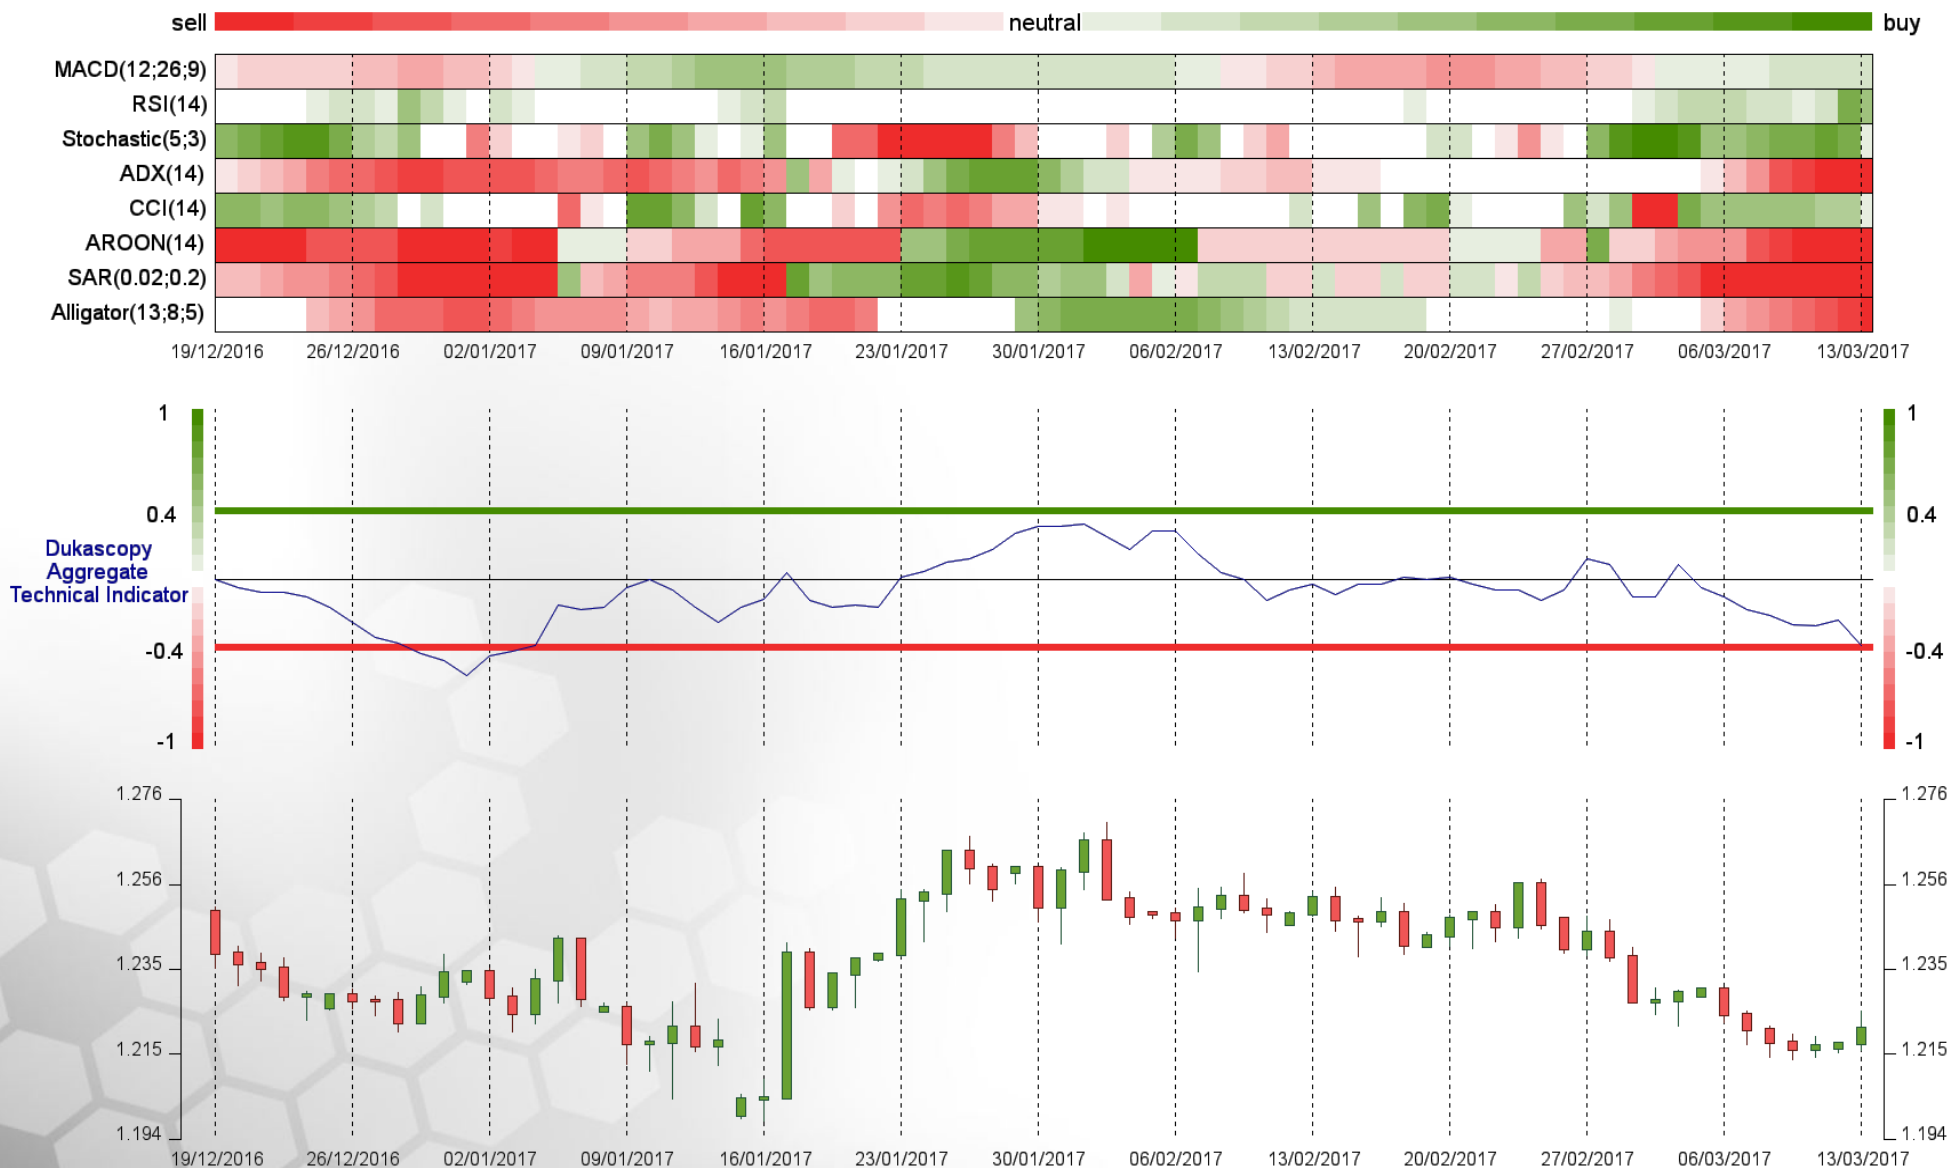 sell neutral buy
MACD(12;26;9)
RSI(14)
Stochastic(5;3)
ADX(14)
CCI(14)
AROON(14)
SAR(0.02;0.2)
Alligator(13;8;5)
19/12/2016 26/12/2016 02/01/2017 09/01/2017 16/01/2017 23/01/2017 30/01/2017 06/02/2017 13/02/2017 20/02/2017 27/02/2017 06/03/2017 13/03/2017
1 1
0.4 0.4
Dukascopy
Aggregate
Technical Indicator
-0.4 -0.4
-1 -1
1.276 1.276
1.256 1.256
1.235 1.235
1.215 1.215
1.194 1.194
19/12/2016 26/12/2016 02/01/2017 09/01/2017 16/01/2017 23/01/2017 30/01/2017 06/02/2017 13/02/2017 20/02/2017 27/02/2017 06/03/2017 13/03/2017